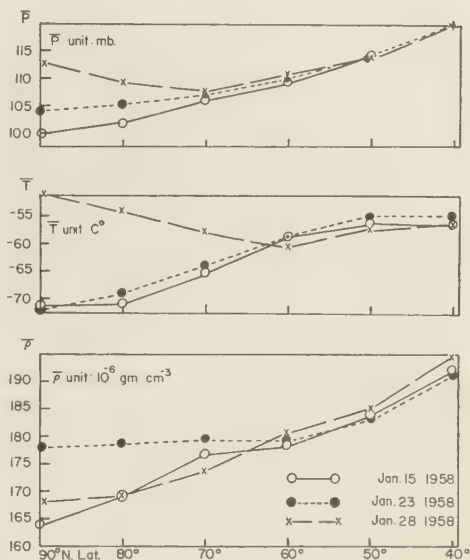 P̅
P̅ unit·mb.
115
110
105
100
T̅
-55
T̅ unit C°
-60
-65
-70
ρ̅
ρ̅ unit·10⁻⁶ gm cm⁻³
190
185
180
175
170
165
160
Jan.15 1958
Jan.23 1958
Jan.28 1958
90°N. Lat. 80° 70° 60° 50° 40°